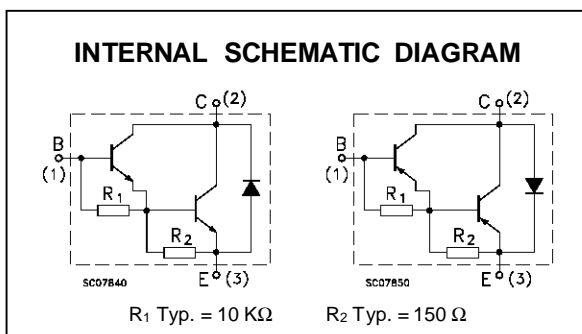 INTERNAL SCHEMATIC DIAGRAM
C (2)
B
(1)
R1
R2
E (3)
SC07840
C (2)
B
(1)
R1
R2
E (3)
SC07850
R1 Typ. = 10 KΩ R2 Typ. = 150 Ω